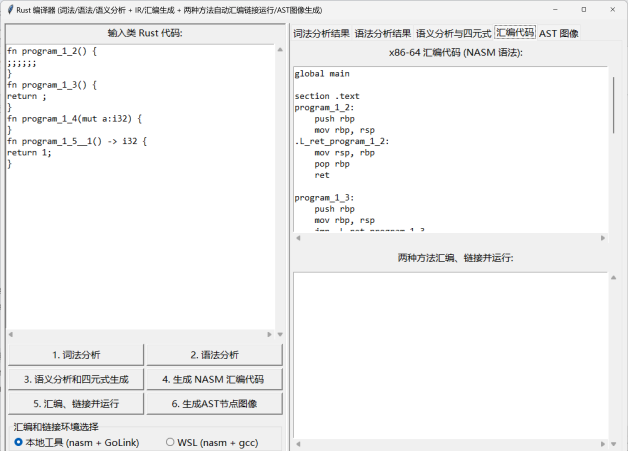 Rust 编译器 (词法/语法/语义分析 + IR/汇编生成 + 两种方法自动汇编链接运行/AST图像生成)
输入类 Rust 代码:
fn program_1_2() {
;;;;;;
}
fn program_1_3() {
return ;
}
fn program_1_4(mut a:i32) {
}
fn program_1_5__1() -> i32 {
return 1;
}
1. 词法分析
2. 语法分析
3. 语义分析和四元式生成
4. 生成 NASM 汇编代码
5. 汇编、链接并运行
6. 生成AST节点图像
汇编和链接环境选择
本地工具 (nasm + GoLink)
WSL (nasm + gcc)
词法分析结果 语法分析结果 语义分析与四元式 汇编代码 AST 图像
x86-64 汇编代码 (NASM 语法):
global main
section .text
program_1_2:
push rbp
mov rbp, rsp
.L_ret_program_1_2:
mov rsp, rbp
pop rbp
ret
program_1_3:
push rbp
mov rbp, rsp
jmp .L_ret_program_1_3
两种方法汇编、链接并运行: